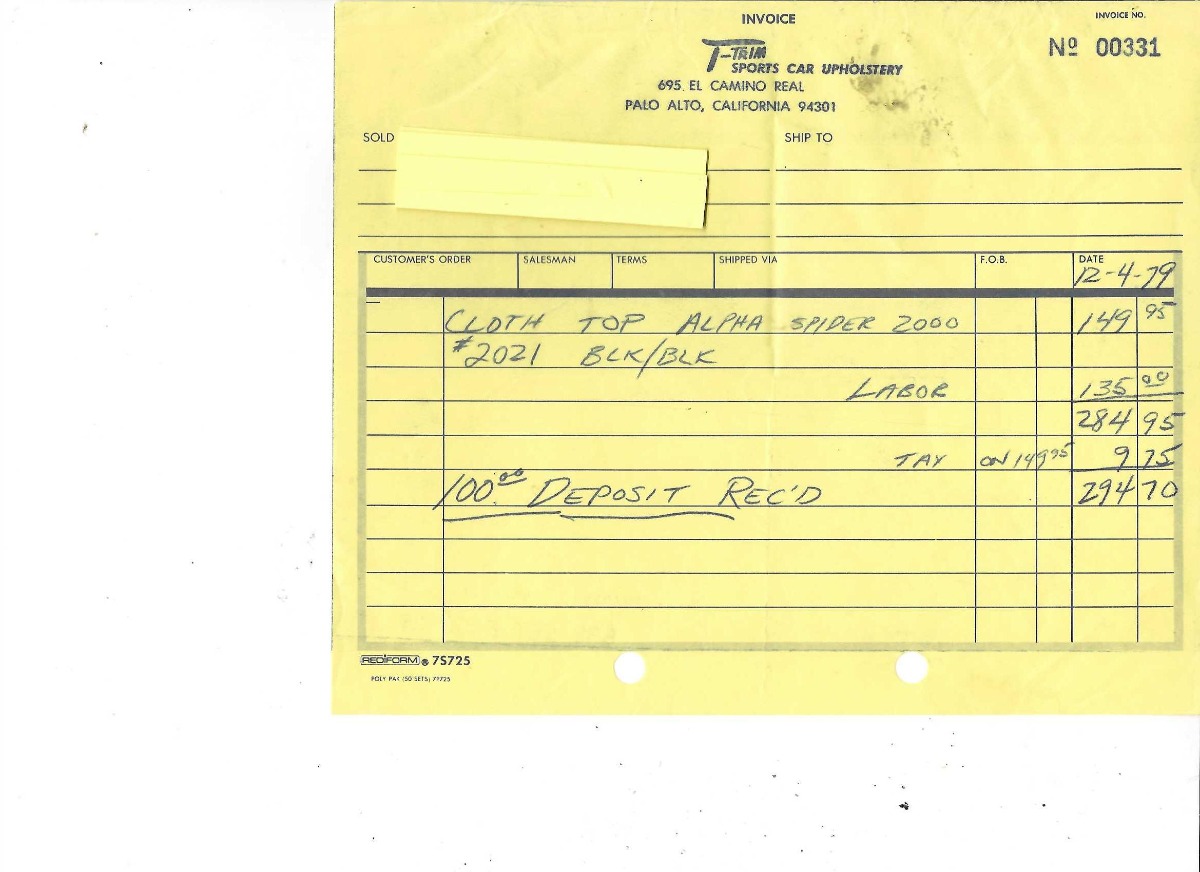 INVOICE
INVOICE NO.
Nº 00331
T-TRIM
SPORTS CAR UPHOLSTERY
695 EL CAMINO REAL
PALO ALTO, CALIFORNIA 94301
SOLD
SHIP TO
CUSTOMER'S ORDER SALESMAN TERMS SHIPPED VIA F.O.B. DATE
12-4-79
CLOTH TOP ALPHA SPIDER 2000 149 95
#2021 BLK/BLK
LABOR 135 00
284 95
TAX ON 149 95 9 75
100.00 DEPOSIT REC'D 294 70
REDIFORM ® 7S725
POLY PAK (50 SETS) 7P725